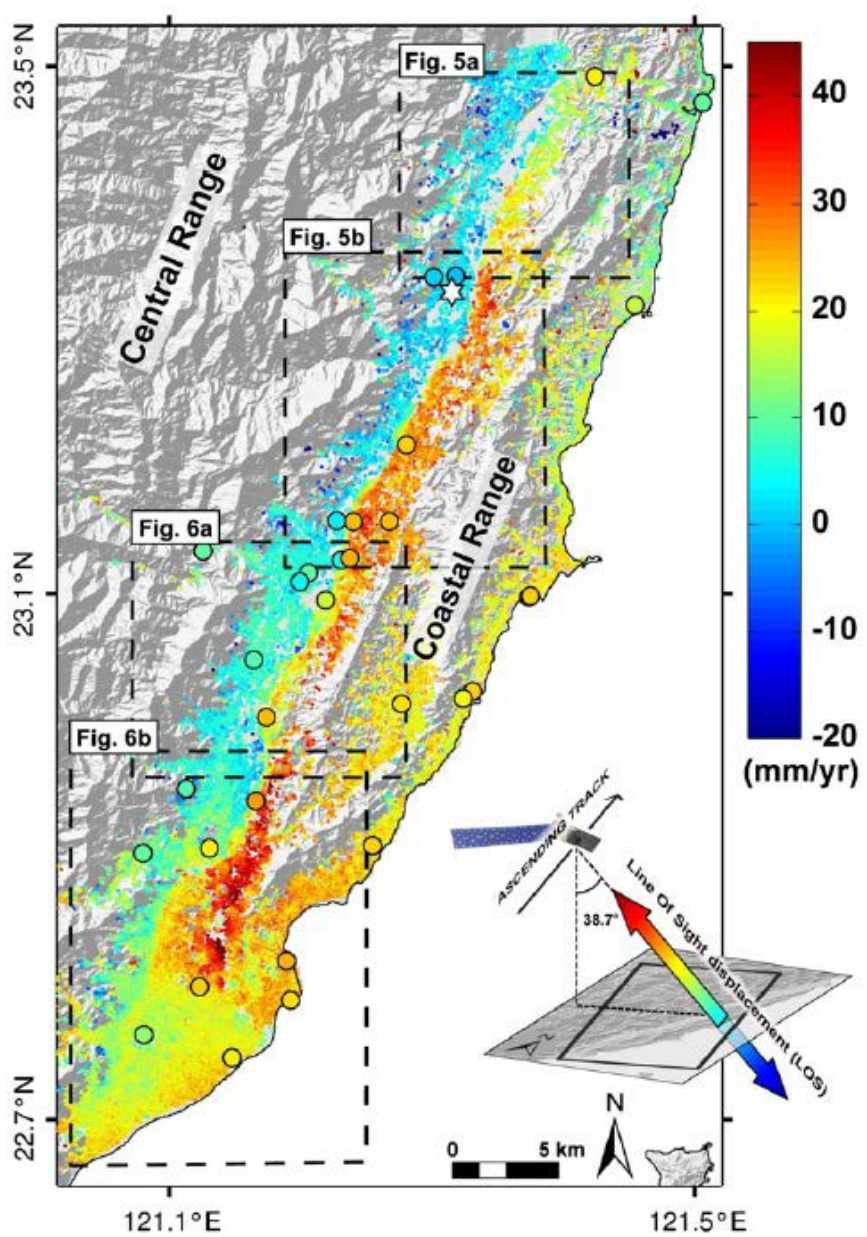 23.5°N
23.1°N
22.7°N
121.1°E
121.5°E
Fig. 5a
Fig. 5b
Fig. 6a
Fig. 6b
Central Range
Coastal Range
40
30
20
10
0
-10
-20
(mm/yr)
ASCENDING TRACK
38.7°
Line Of Sight displacement (LOS)
N
0 5 km